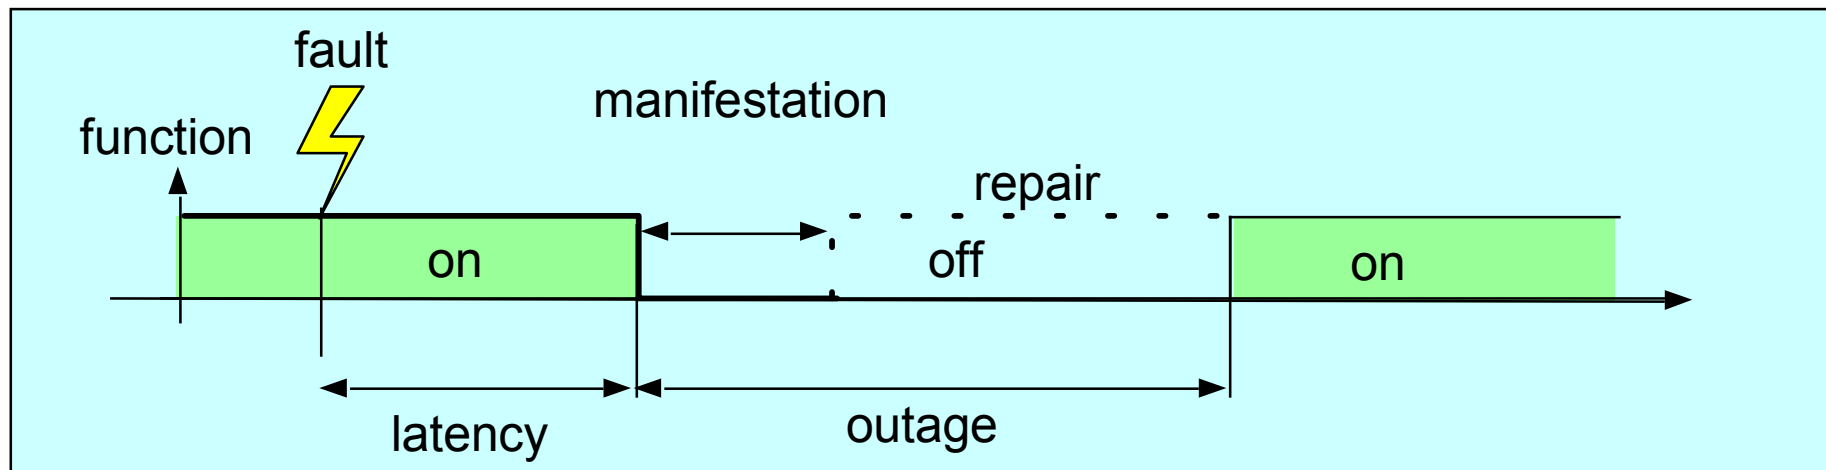 fault
manifestation
function
repair
on
off
on
latency
outage